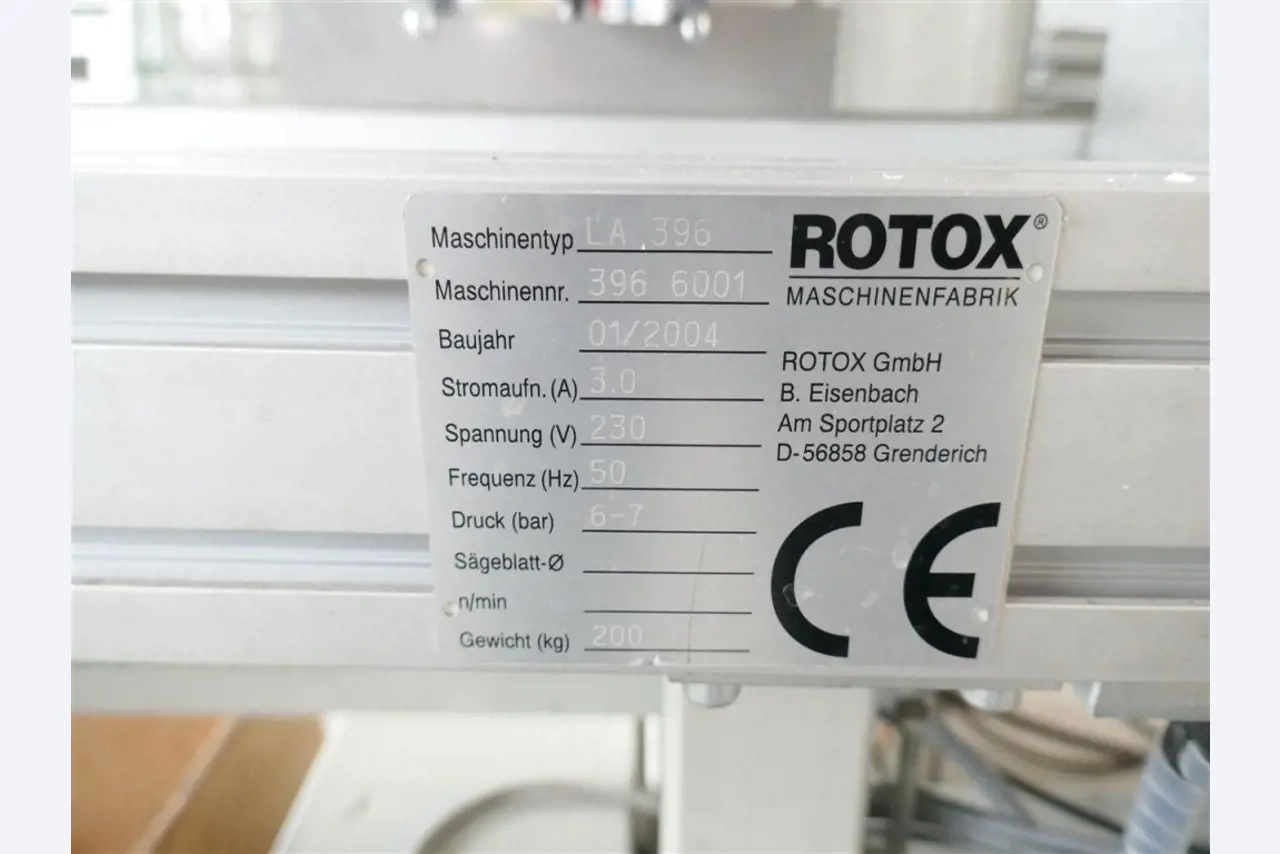 Maschinentyp LA 396
Maschinennr. 396 6001
Baujahr 01/2004
Stromaufn. (A) 3.0
Spannung (V) 230
Frequenz (Hz) 50
Druck (bar) 6-7
Sägeblatt-Ø
n/min
Gewicht (kg) 200
ROTOX®
MASCHINENFABRIK
ROTOX GmbH
B. Eisenbach
Am Sportplatz 2
D-56858 Grenderich
CE